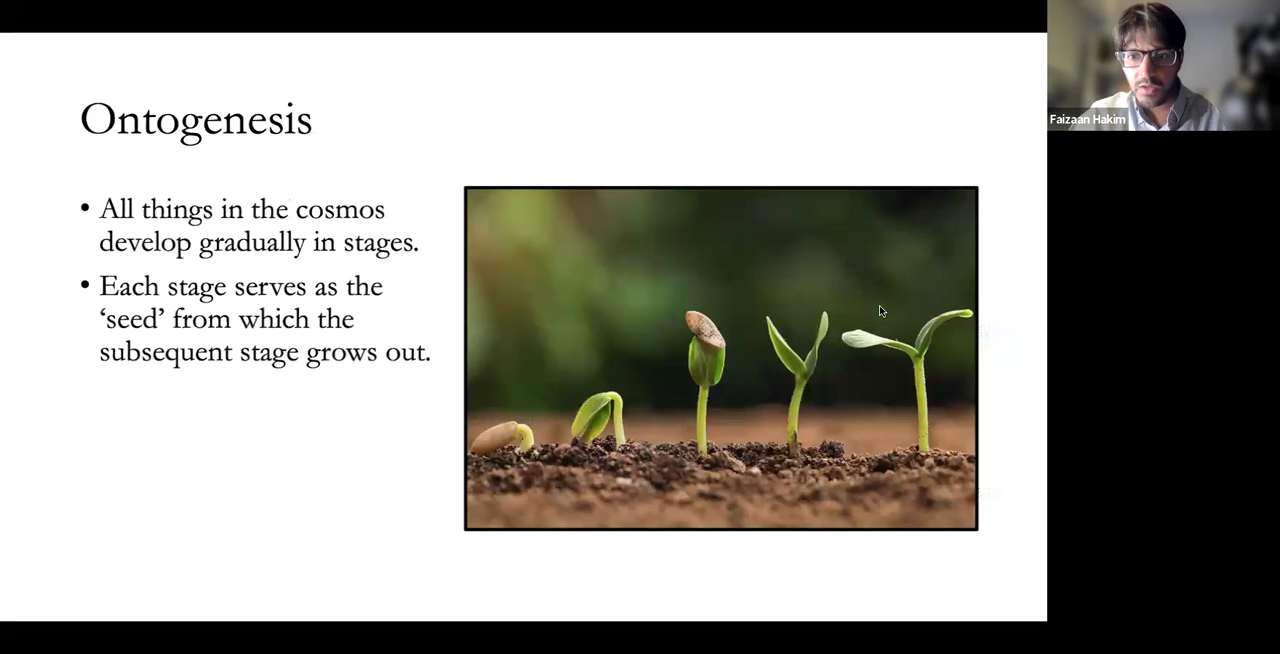 Ontogenesis
• All things in the cosmos
develop gradually in stages.
• Each stage serves as the
‘seed’ from which the
subsequent stage grows out.
Faizaan Hakim